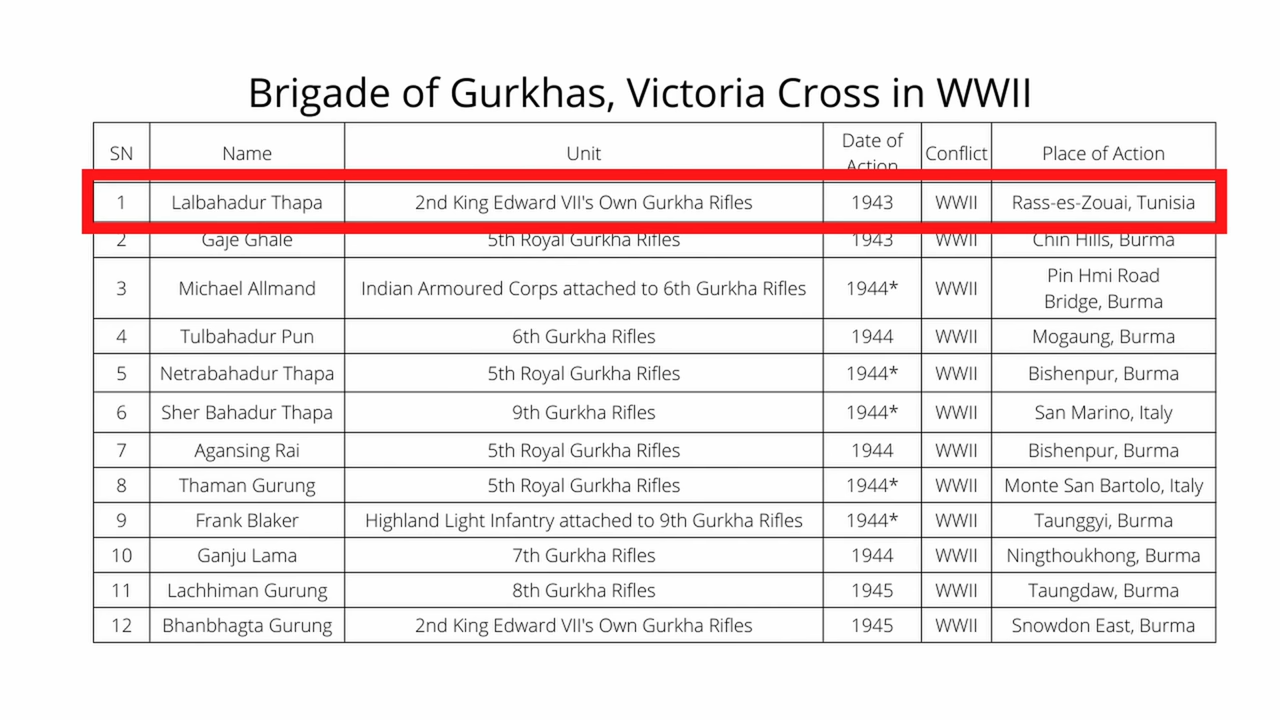 Brigade of Gurkhas, Victoria Cross in WWII
SN Name Unit Date of Action Conflict Place of Action
1 Lalbahadur Thapa 2nd King Edward VII's Own Gurkha Rifles 1943 WWII Rass-es-Zouai, Tunisia
2 Gaje Ghale 5th Royal Gurkha Rifles 1943 WWII Chin Hills, Burma
3 Michael Allmand Indian Armoured Corps attached to 6th Gurkha Rifles 1944* WWII Pin Hmi Road Bridge, Burma
4 Tulbahadur Pun 6th Gurkha Rifles 1944 WWII Mogaung, Burma
5 Netrabahadur Thapa 5th Royal Gurkha Rifles 1944* WWII Bishenpur, Burma
6 Sher Bahadur Thapa 9th Gurkha Rifles 1944* WWII San Marino, Italy
7 Agansing Rai 5th Royal Gurkha Rifles 1944 WWII Bishenpur, Burma
8 Thaman Gurung 5th Royal Gurkha Rifles 1944* WWII Monte San Bartolo, Italy
9 Frank Blaker Highland Light Infantry attached to 9th Gurkha Rifles 1944* WWII Taunggyi, Burma
10 Ganju Lama 7th Gurkha Rifles 1944 WWII Ningthoukhong, Burma
11 Lachhiman Gurung 8th Gurkha Rifles 1945 WWII Taungdaw, Burma
12 Bhanbhagta Gurung 2nd King Edward VII's Own Gurkha Rifles 1945 WWII Snowdon East, Burma